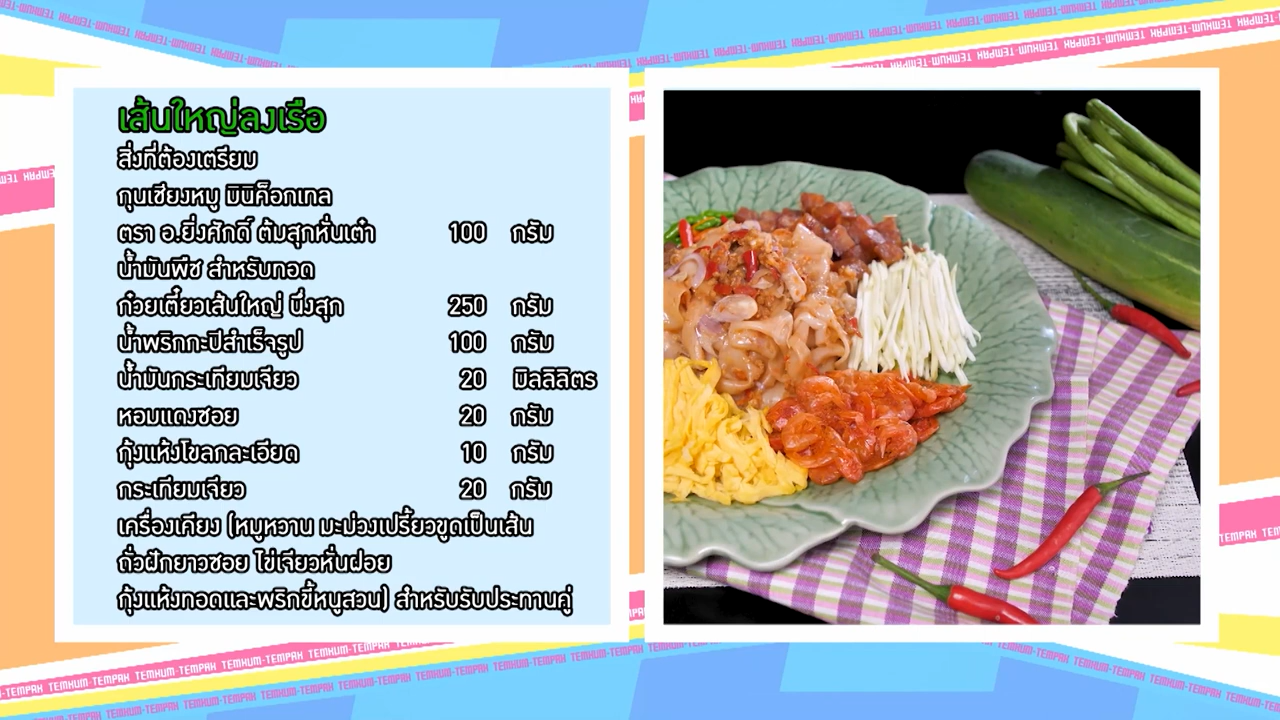 เส้นใหญ่ลงเรือ
สิ่งที่ต้องเตรียม
กุนเชียงหมู มินิค็อกเทล
ตรา อ.ยิ่งศักดิ์ ต้มสุกหั่นเต๋า 100 กรัม
น้ำมันพืช สำหรับทอด
ก๋วยเตี๋ยวเส้นใหญ่ นึ่งสุก 250 กรัม
น้ำพริกกะปิสำเร็จรูป 100 กรัม
น้ำมันกระเทียมเจียว 20 มิลลิลิตร
หอมแดงซอย 20 กรัม
กุ้งแห้งโขลกละเอียด 10 กรัม
กระเทียมเจียว 20 กรัม
เครื่องเคียง (หมูหวาน มะม่วงเปรี้ยวขูดเป็นเส้น
ถั่วฝักยาวซอย ไข่เจียวหั่นฝอย
กุ้งแห้งทอดและพริกขี้หนูสวน) สำหรับรับประทานคู่
TEMKUM-TEMPAK TEMKUM-TEMPAK TEMKUM-TEMPAK TEMKUM-TEMPAK